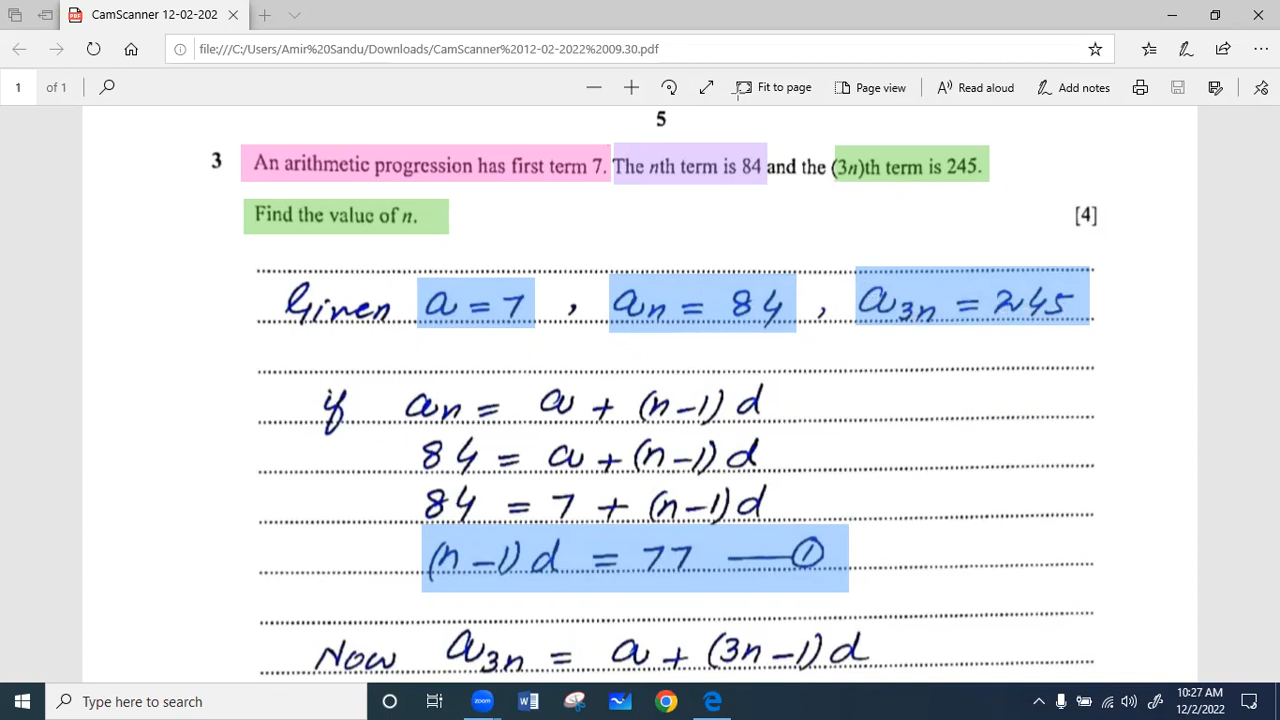 CamScanner 12-02-202
file:///C:/Users/Amir%20Sandu/Downloads/CamScanner%2012-02-2022%2009.30.pdf
1 of 1
Fit to page
Page view
Read aloud
Add notes
5
3 An arithmetic progression has first term 7. The nth term is 84 and the (3n)th term is 245.
Find the value of n. [4]
Given a = 7 , an = 84 , a3n = 245
if an = a + (n-1) d
84 = a + (n-1) d
84 = 7 + (n-1) d
(n-1) d = 77 — ①
Now a3n = a + (3n-1) d
Type here to search
zoom
10:27 AM
12/2/2022